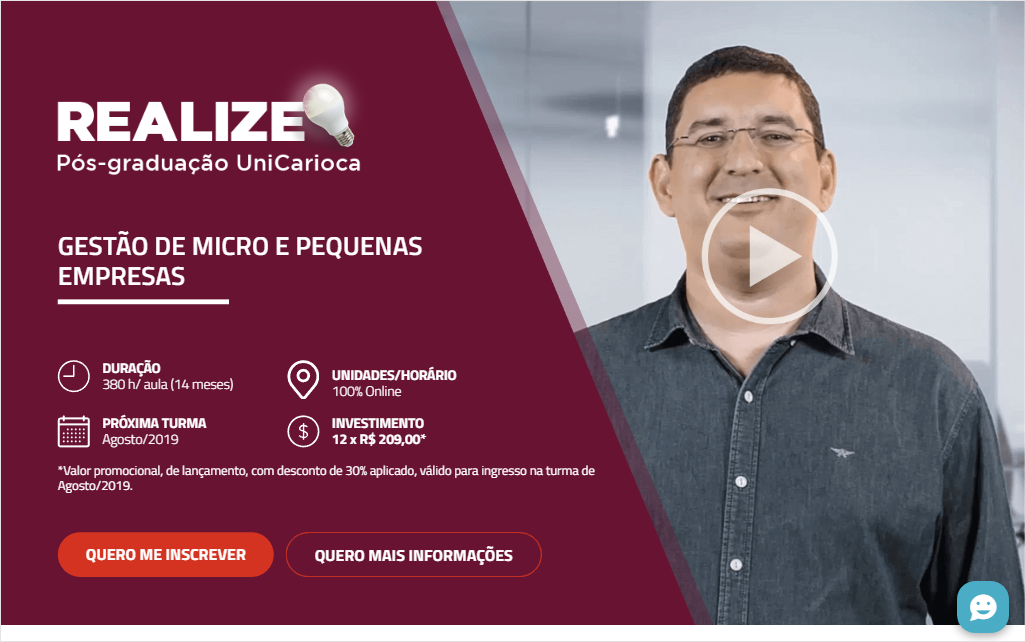 REALIZE
Pós-graduação UniCarioca
GESTÃO DE MICRO E PEQUENAS
EMPRESAS
DURAÇÃO
380 h/ aula (14 meses)
UNIDADES/HORÁRIO
100% Online
PRÓXIMA TURMA
Agosto/2019
$
INVESTIMENTO
12 x R$ 209,00*
*Valor promocional, de lançamento, com desconto de 30% aplicado, válido para ingresso na turma de
Agosto/2019.
QUERO ME INSCREVER
QUERO MAIS INFORMAÇÕES